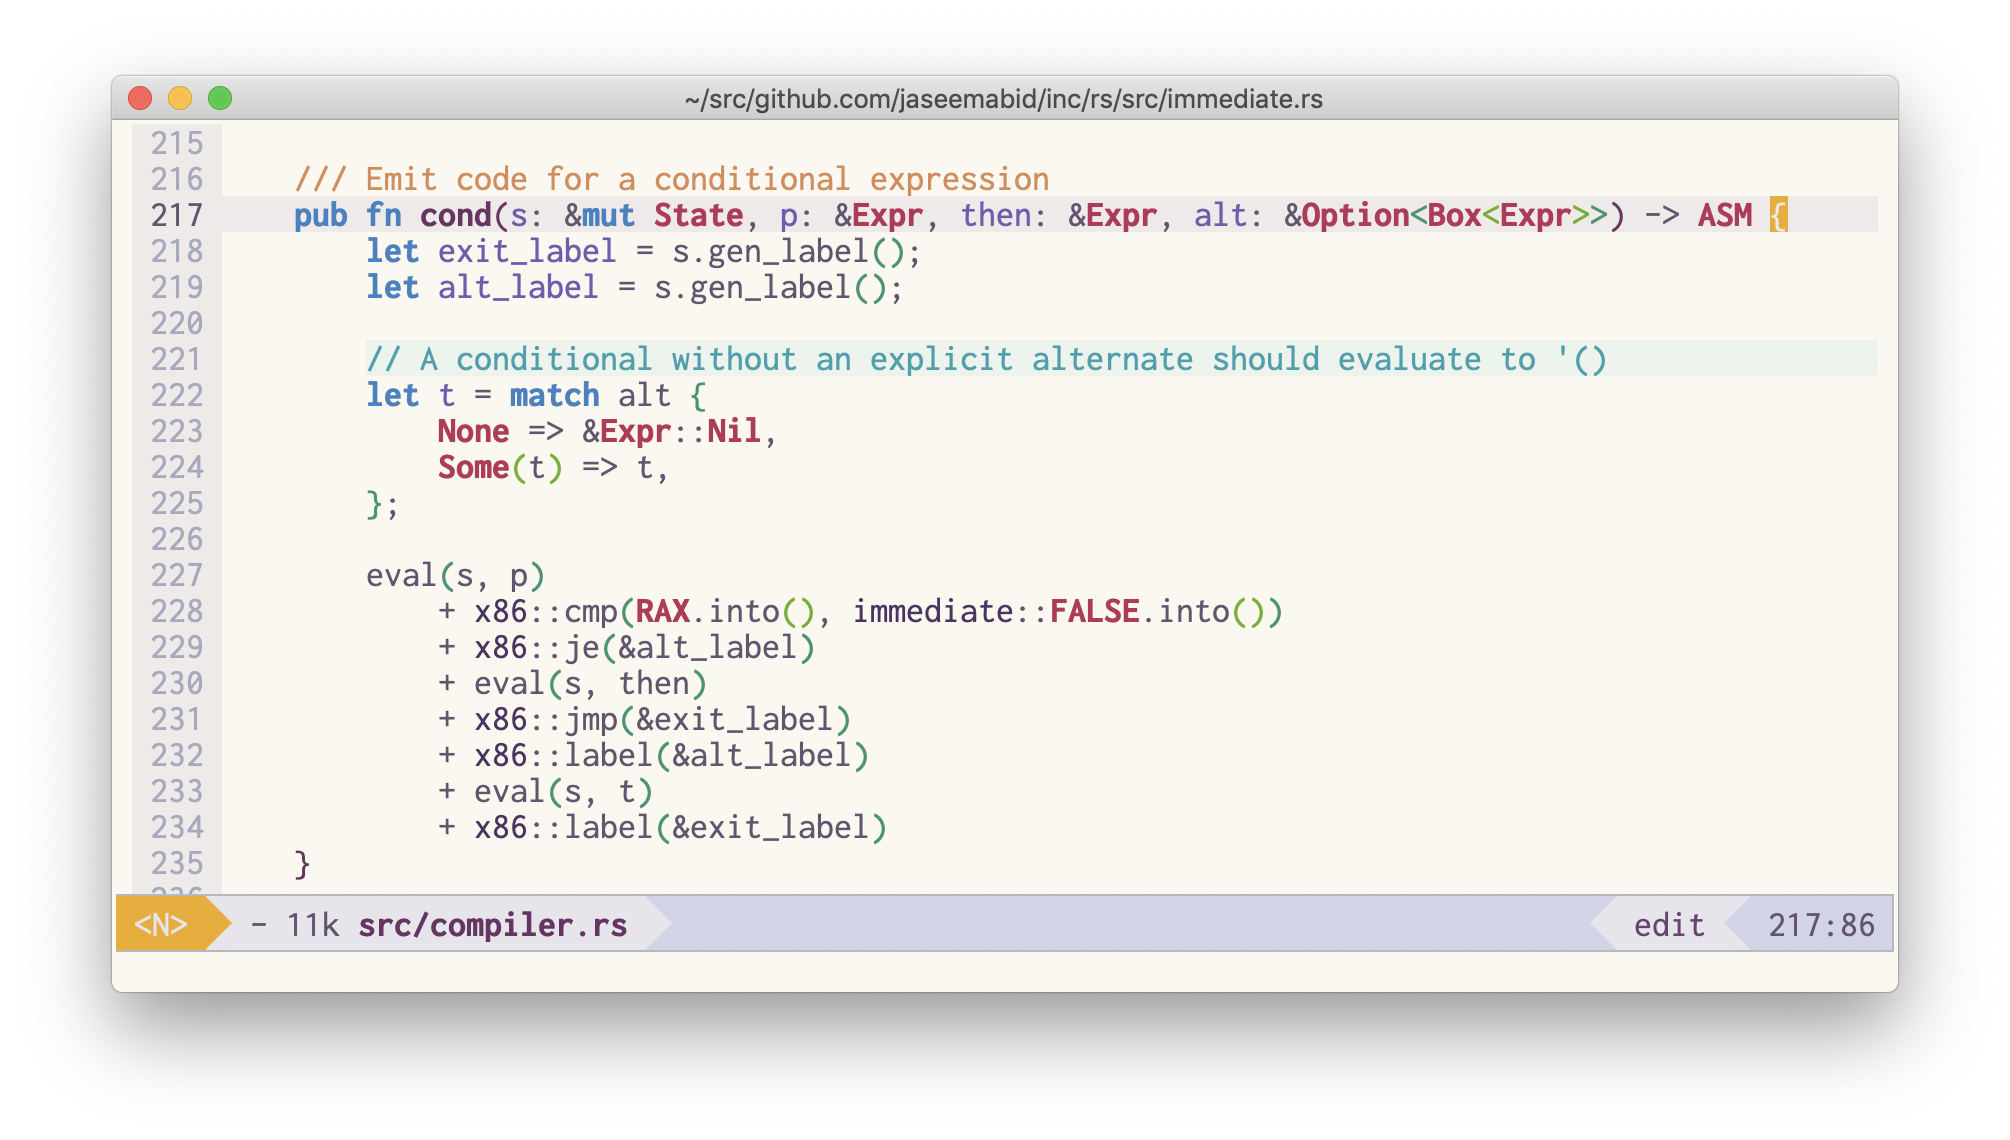 ~/src/github.com/jaseemabid/inc/rs/src/immediate.rs
215
216     /// Emit code for a conditional expression
217     pub fn cond(s: &mut State, p: &Expr, then: &Expr, alt: &Option<Box<Expr>>) -> ASM {
218         let exit_label = s.gen_label();
219         let alt_label = s.gen_label();
220
221         // A conditional without an explicit alternate should evaluate to '()
222         let t = match alt {
223             None => &Expr::Nil,
224             Some(t) => t,
225         };
226
227         eval(s, p)
228             + x86::cmp(RAX.into(), immediate::FALSE.into())
229             + x86::je(&alt_label)
230             + eval(s, then)
231             + x86::jmp(&exit_label)
232             + x86::label(&alt_label)
233             + eval(s, t)
234             + x86::label(&exit_label)
235     }
<N> - 11k src/compiler.rs edit 217:86